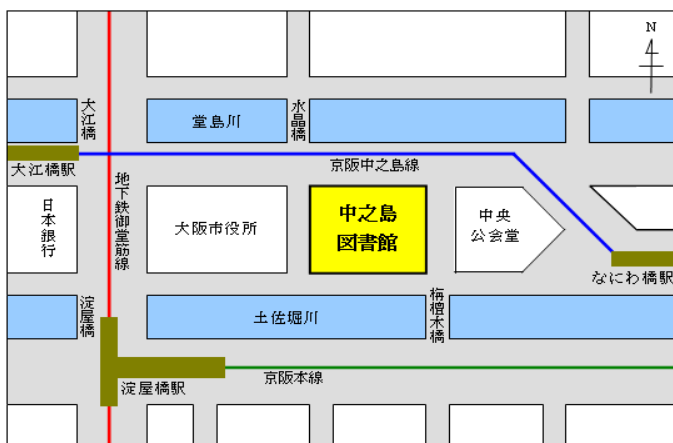 N
大江橋
堂島川
水晶橋
大江橋駅
京阪中之島線
日本銀行
地下鉄御堂筋線
大阪市役所
中之島
図書館
中央
公会堂
なにわ橋駅
淀屋橋
土佐堀川
栴檀木橋
淀屋橋駅
京阪本線